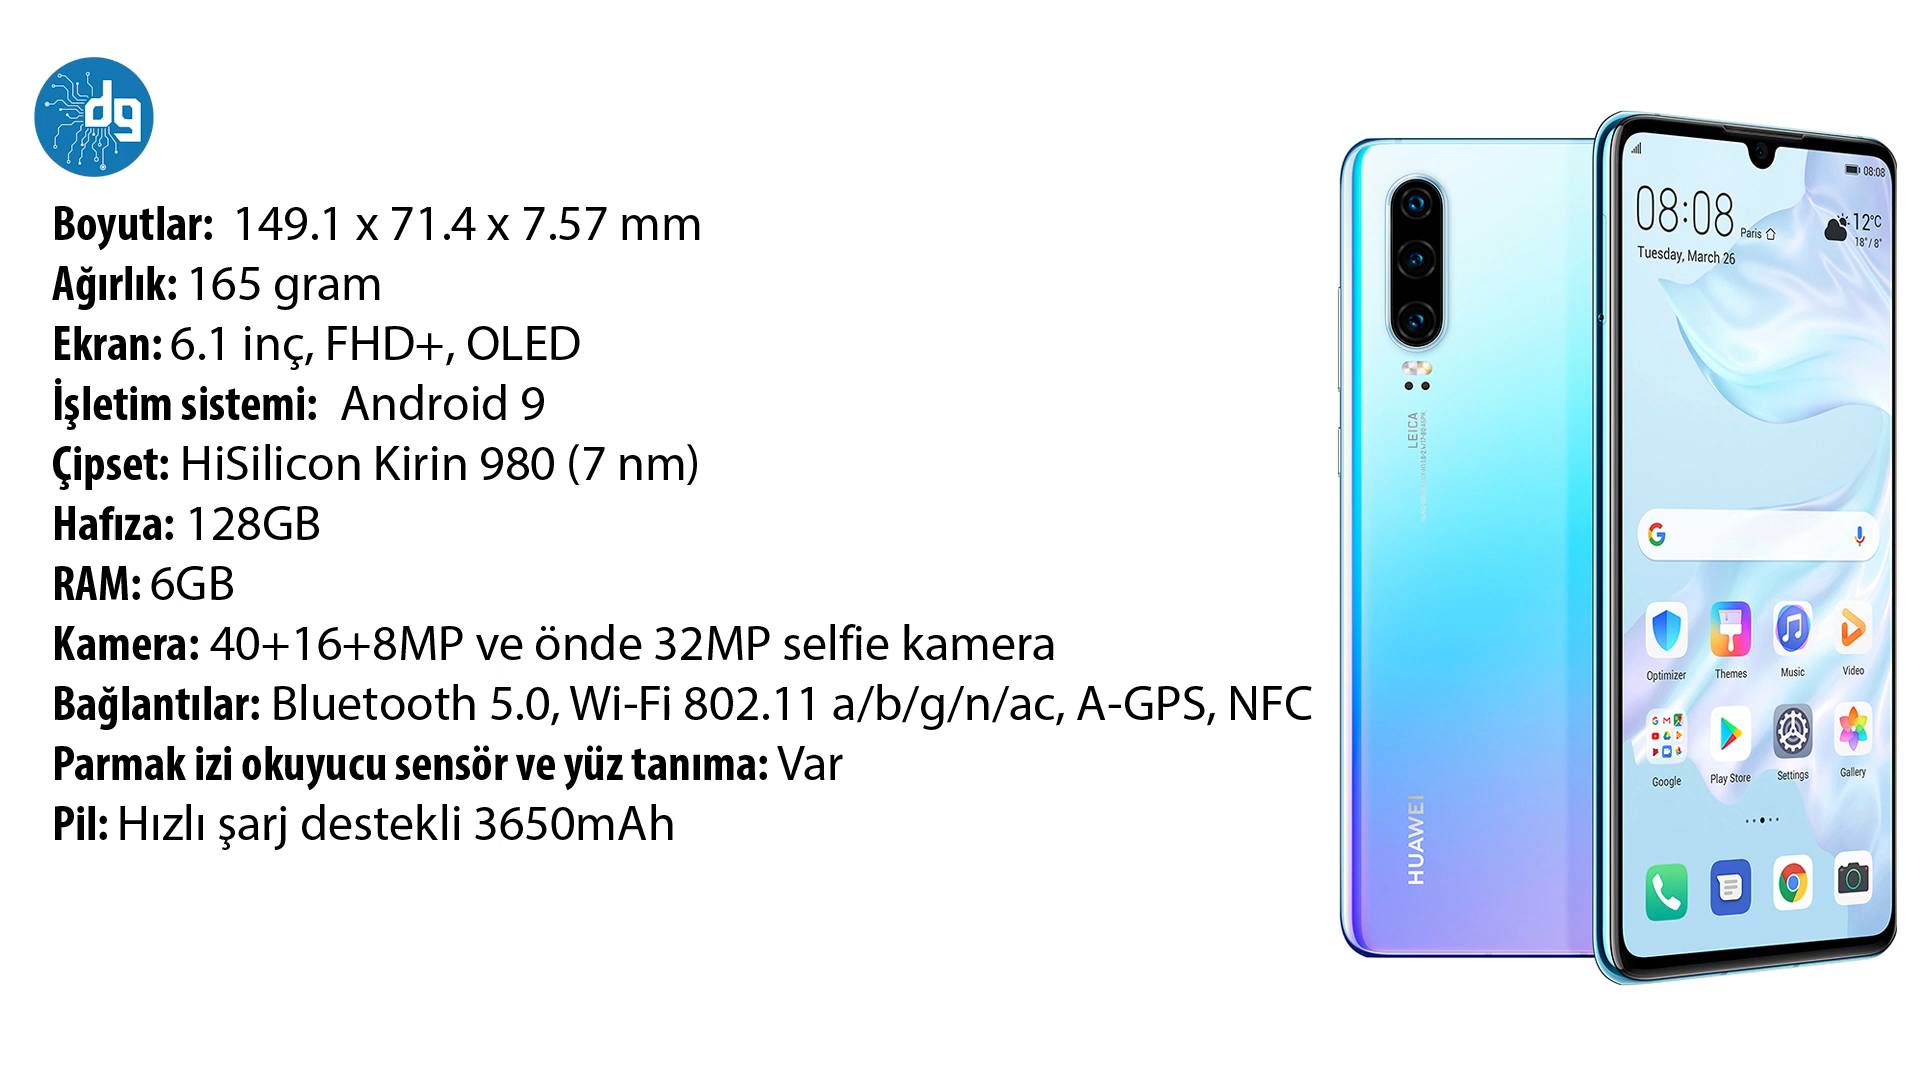 dg
Boyutlar: 149.1 x 71.4 x 7.57 mm
Ağırlık: 165 gram
Ekran: 6.1 inç, FHD+, OLED
İşletim sistemi: Android 9
Çipset: HiSilicon Kirin 980 (7 nm)
Hafıza: 128GB
RAM: 6GB
Kamera: 40+16+8MP ve önde 32MP selfie kamera
Bağlantılar: Bluetooth 5.0, Wi-Fi 802.11 a/b/g/n/ac, A-GPS, NFC
Parmak izi okuyucu sensör ve yüz tanıma: Var
Pil: Hızlı şarj destekli 3650mAh
LEICA
HUAWEI
08:08
08:08 Paris
Tuesday, March 26
12°C
18°/8°
Optimizer Themes Music Video
Google Play Store Settings Gallery